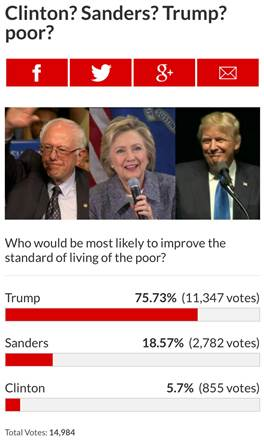 Clinton? Sanders? Trump?
poor?
f
g+
Who would be most likely to improve the
standard of living of the poor?
Trump 75.73% (11,347 votes)
Sanders 18.57% (2,782 votes)
Clinton 5.7% (855 votes)
Total Votes: 14,984